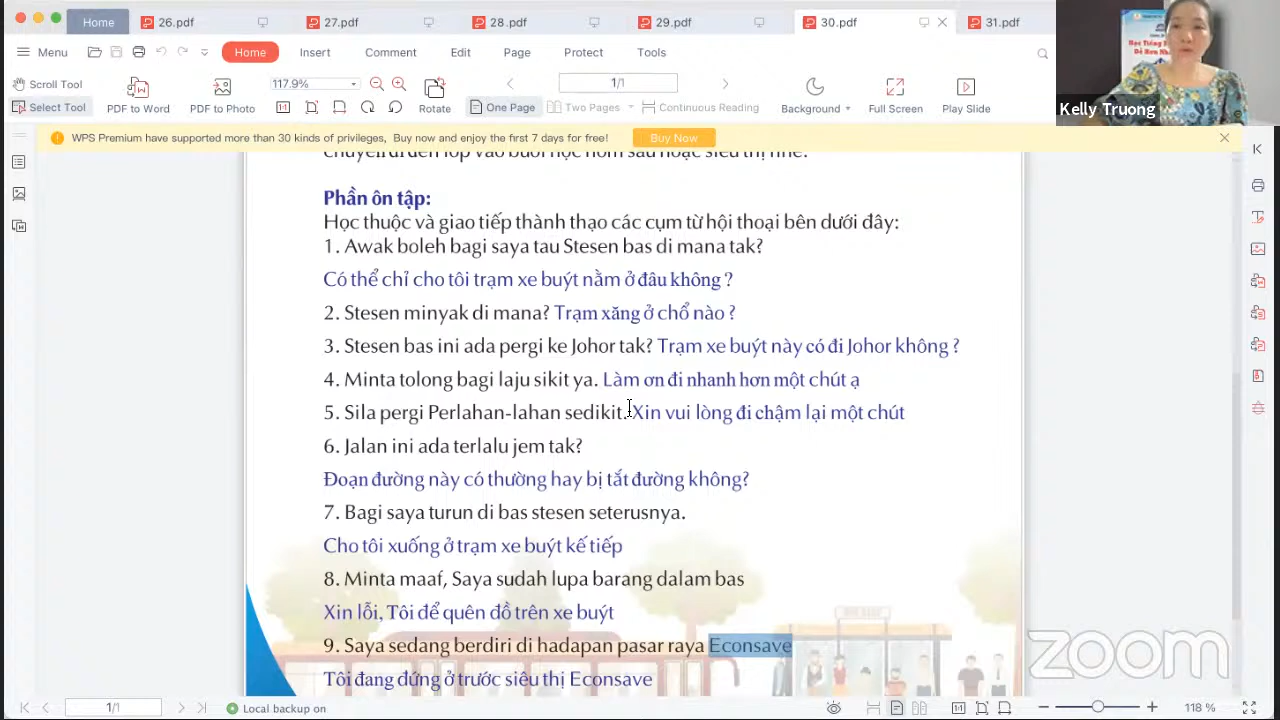 Home
26.pdf
27.pdf
28.pdf
29.pdf
30.pdf
31.pdf
Menu
Home
Insert
Comment
Edit
Page
Protect
Tools
Scroll Tool
Select Tool
PDF to Word
PDF to Photo
117.9%
Rotate
1/1
One Page
Two Pages
Continuous Reading
Background
Full Screen
Play Slide
Kelly Truong
WPS Premium have supported more than 30 kinds of privileges, Buy now and enjoy the first 7 days for free!
Buy Now
Phần ôn tập:
Học thuộc và giao tiếp thành thạo các cụm từ hội thoại bên dưới đây:
1. Awak boleh bagi saya tau Stesen bas di mana tak?
Có thể chỉ cho tôi trạm xe buýt nằm ở đâu không ?
2. Stesen minyak di mana? Trạm xăng ở chổ nào ?
3. Stesen bas ini ada pergi ke Johor tak? Trạm xe buýt này có đi Johor không ?
4. Minta tolong bagi laju sikit ya. Làm ơn đi nhanh hơn một chút ạ
5. Sila pergi Perlahan-lahan sedikit. Xin vui lòng đi chậm lại một chút
6. Jalan ini ada terlalu jem tak?
Đoạn đường này có thường hay bị tắt đường không?
7. Bagi saya turun di bas stesen seterusnya.
Cho tôi xuống ở trạm xe buýt kế tiếp
8. Minta maaf, Saya sudah lupa barang dalam bas
Xin lỗi, Tôi để quên đồ trên xe buýt
9. Saya sedang berdiri di hadapan pasar raya Econsave
Tôi đang đứng ở trước siêu thị Econsave
zoom
1/1
Local backup on
118 %